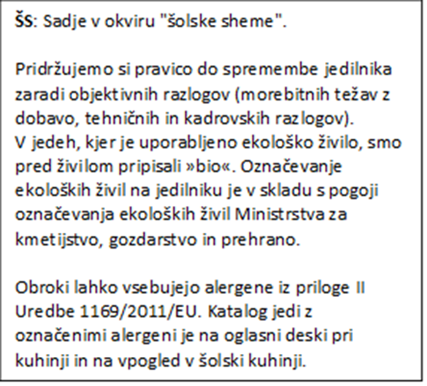 ŠS: Sadje v okviru "šolske sheme".
Pridržujemo si pravico do spremembe jedilnika
zaradi objektivnih razlogov (morebitnih težav z
dobavo, tehničnih in kadrovskih razlogov).
V jedeh, kjer je uporabljeno ekološko živilo, smo
pred živilom pripisali »bio«. Označevanje
ekoloških živil na jedilniku je v skladu s pogoji
označevanja ekoloških živil Ministrstva za
kmetijstvo, gozdarstvo in prehrano.
Obroki lahko vsebujejo alergene iz priloge II
Uredbe 1169/2011/EU. Katalog jedi z
označenimi alergeni je na oglasni deski pri
kuhinji in na vpogled v šolski kuhinji.